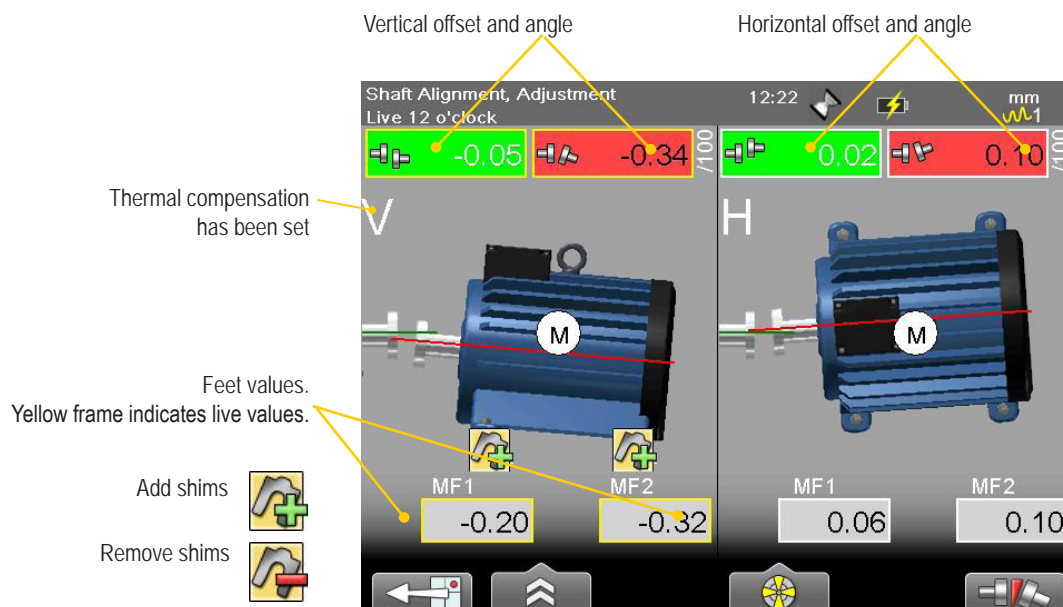 Vertical offset and angle
Horizontal offset and angle
Shaft Alignment, Adjustment
Live 12 o'clock
12:22
mm
1
-0.05
-0.34
/100
0.02
0.10
/100
Thermal compensation
has been set
V
H
M
M
Feet values.
Yellow frame indicates live values.
MF1
MF2
MF1
MF2
-0.20
-0.32
0.06
0.10
Add shims
Remove shims